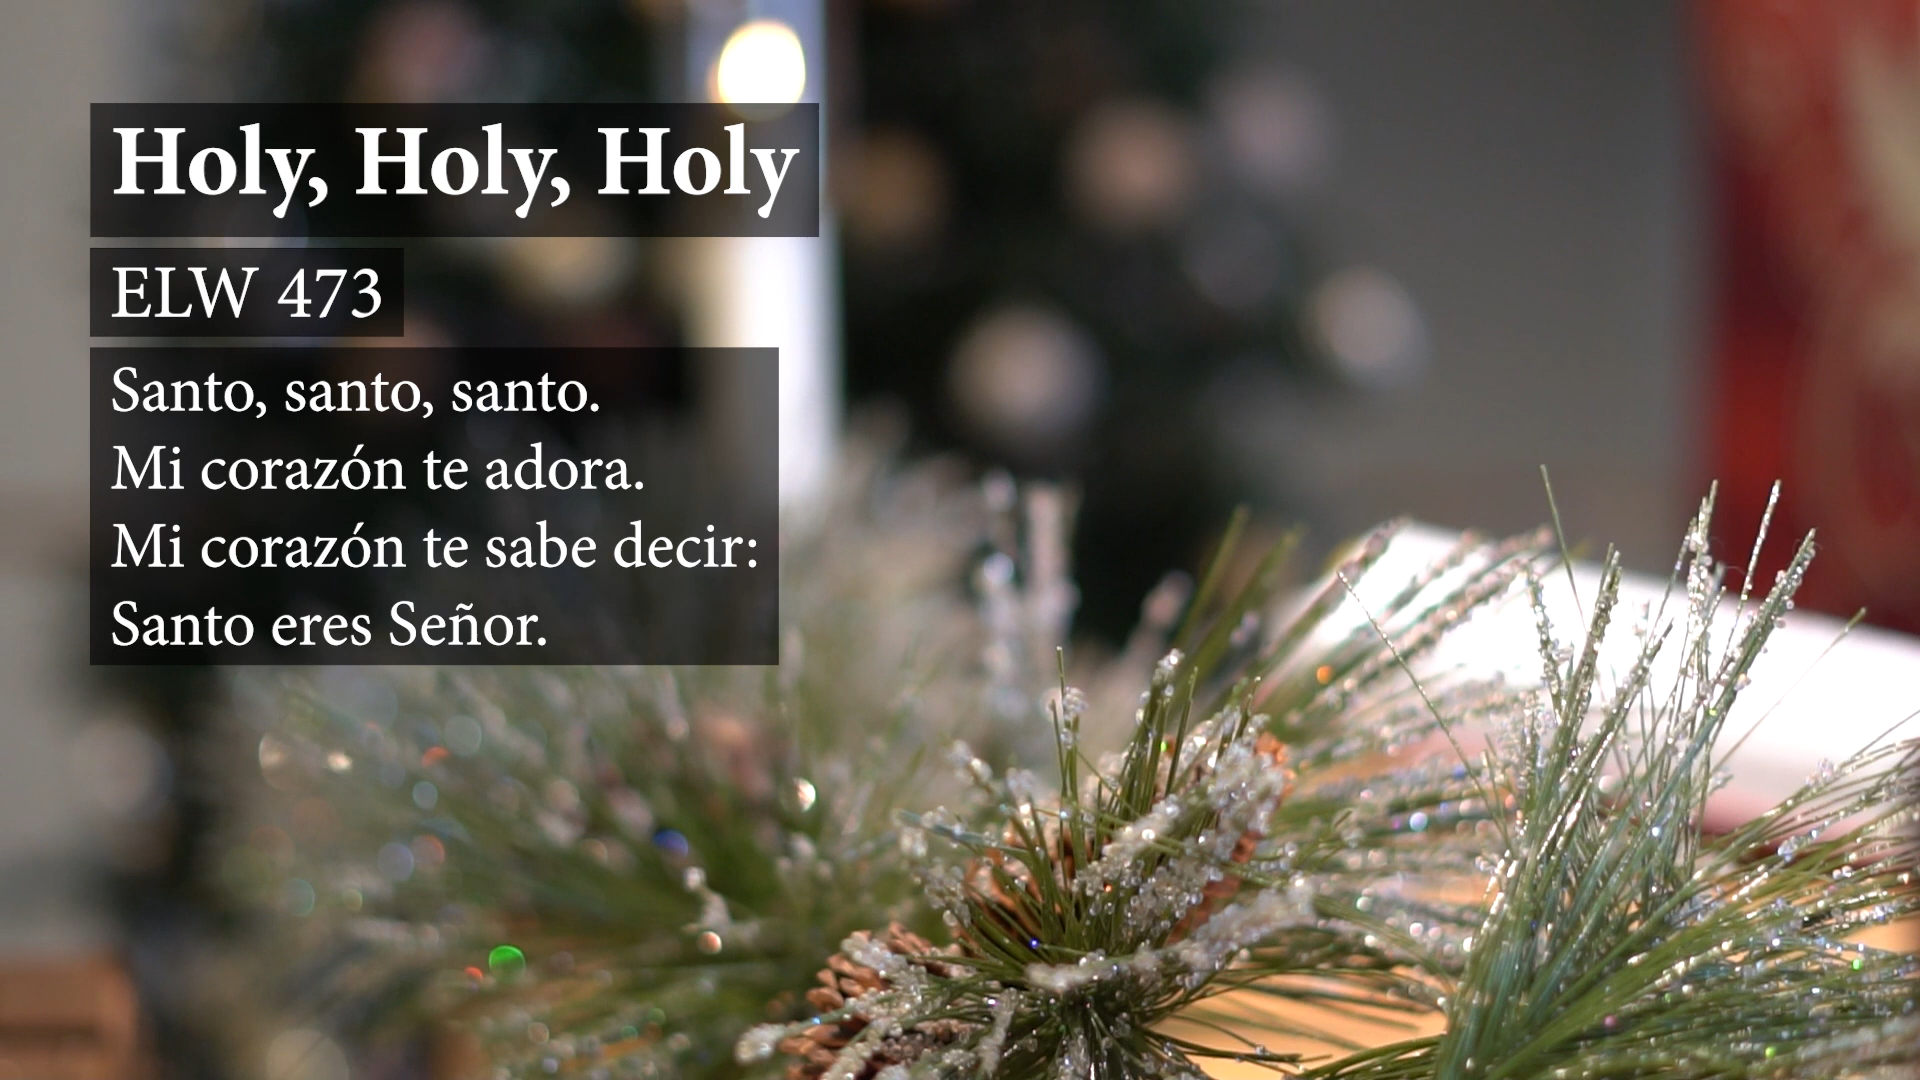 Holy, Holy, Holy
ELW 473
Santo, santo, santo.
Mi corazón te adora.
Mi corazón te sabe decir:
Santo eres Señor.